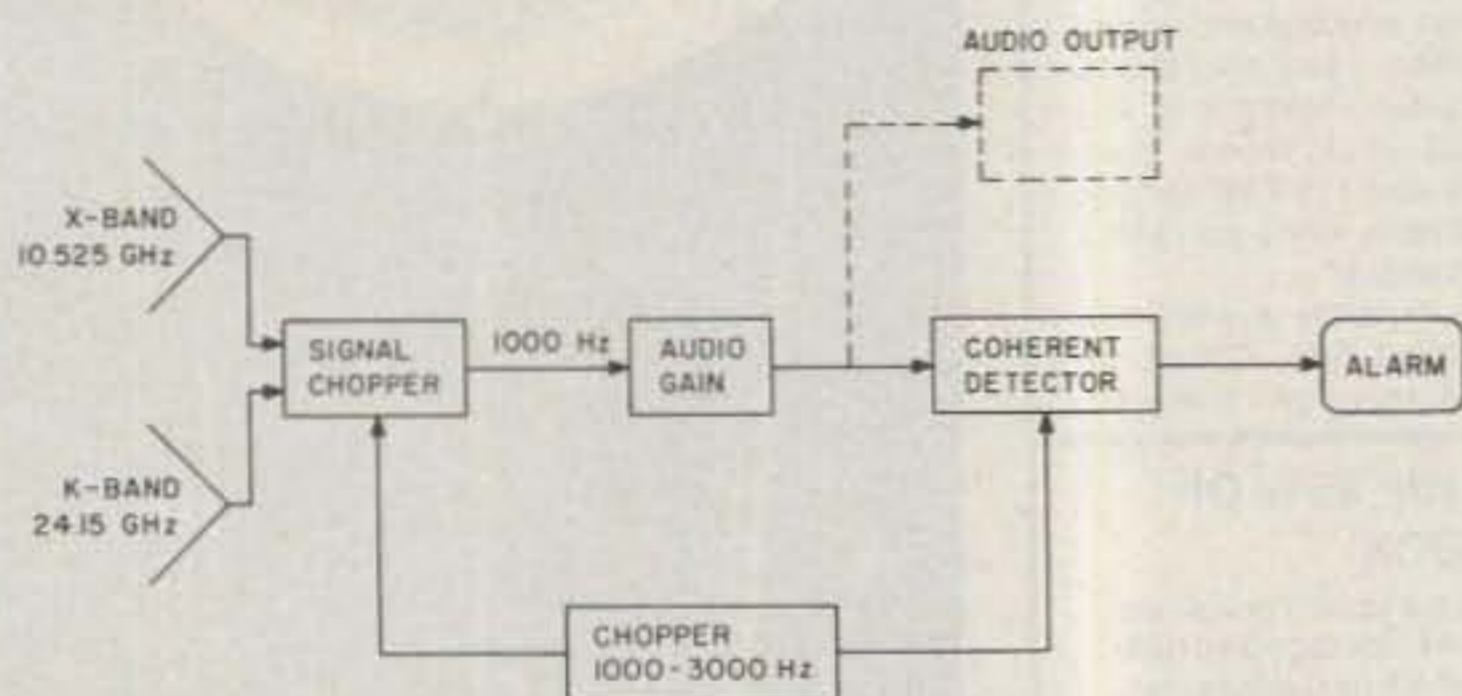 AUDIO OUTPUT
X-BAND
10.525 GHz
SIGNAL
CHOPPER
1000 Hz
AUDIO
GAIN
COHERENT
DETECTOR
ALARM
K-BAND
24.15 GHz
CHOPPER
1000-3000 Hz